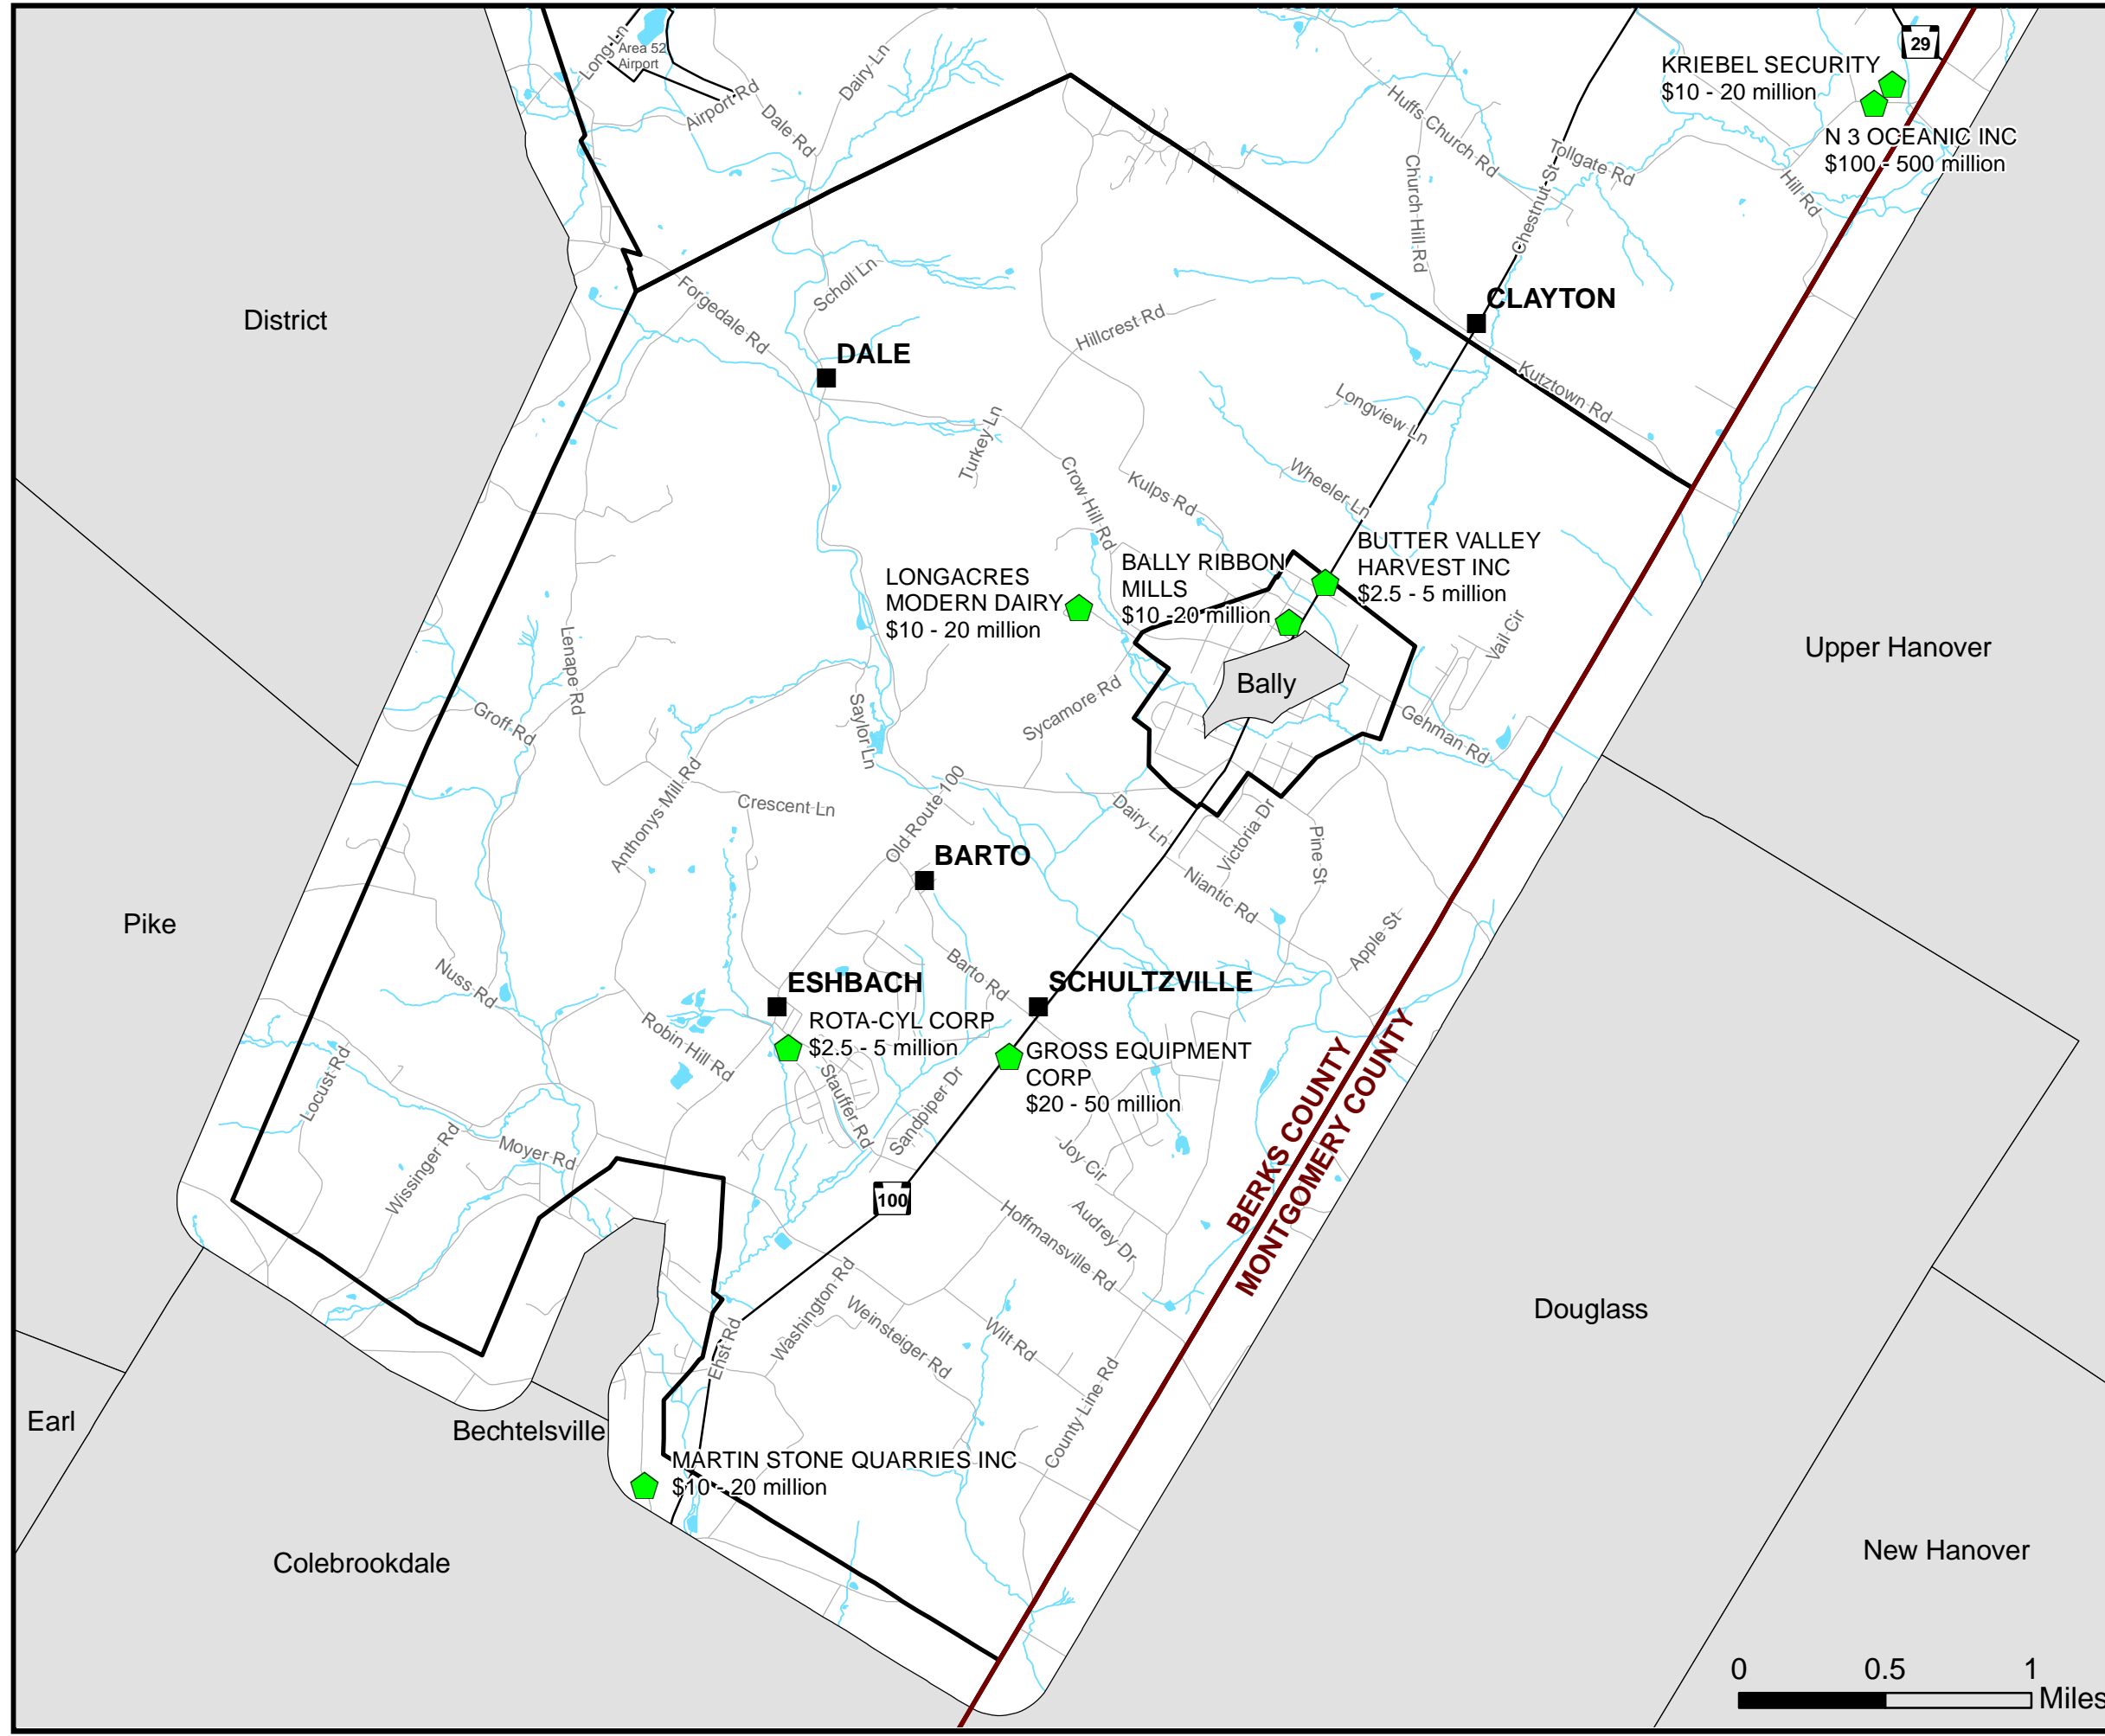 Long Ln
Area 52
Airport
Airport Rd
Dale Rd
Dairy Ln
29
KRIEBEL SECURITY
$10 - 20 million
N 3 OCEANIC INC
$100 - 500 million
Huffs Church Rd
Church Hill Rd
Chestnut St
Tollgate Rd
Hill Rd
District
Forgedale Rd
Scholl Ln
Hillcrest Rd
CLAYTON
DALE
Kutztown Rd
Longview Ln
Turkey Ln
Crow Hill Rd
Kulps Rd
Wheeler Ln
BUTTER VALLEY
HARVEST INC
$2.5 - 5 million
BALLY RIBBON
MILLS
$10 -20 million
LONGACRES
MODERN DAIRY
$10 - 20 million
Vail Cir
Upper Hanover
Lenape Rd
Bally
Sycamore Rd
Saylor Ln
Groff Rd
Gehman Rd
Anthonys Mill Rd
Crescent Ln
Old Route 100
Dairy Ln
Victoria Dr
Pine St
BARTO
Niantic Rd
Pike
Apple St
Nuss Rd
Barto Rd
ESHBACH
SCHULTZVILLE
ROTA-CYL CORP
$2.5 - 5 million
Robin Hill Rd
GROSS EQUIPMENT
CORP
$20 - 50 million
Locust Rd
Stauffer Rd
Sandpiper Dr
BERKS COUNTY
MONTGOMERY COUNTY
Wissinger Rd
Moyer Rd
Joy Cir
100
Audrey Dr
Hoffmansville Rd
Washington Rd
Douglass
Weinsteiger Rd
Wilt Rd
Ehst Rd
County Line Rd
Earl
Bechtelsville
MARTIN STONE QUARRIES INC
$10 - 20 million
Colebrookdale
New Hanover
0 0.5 1
Miles